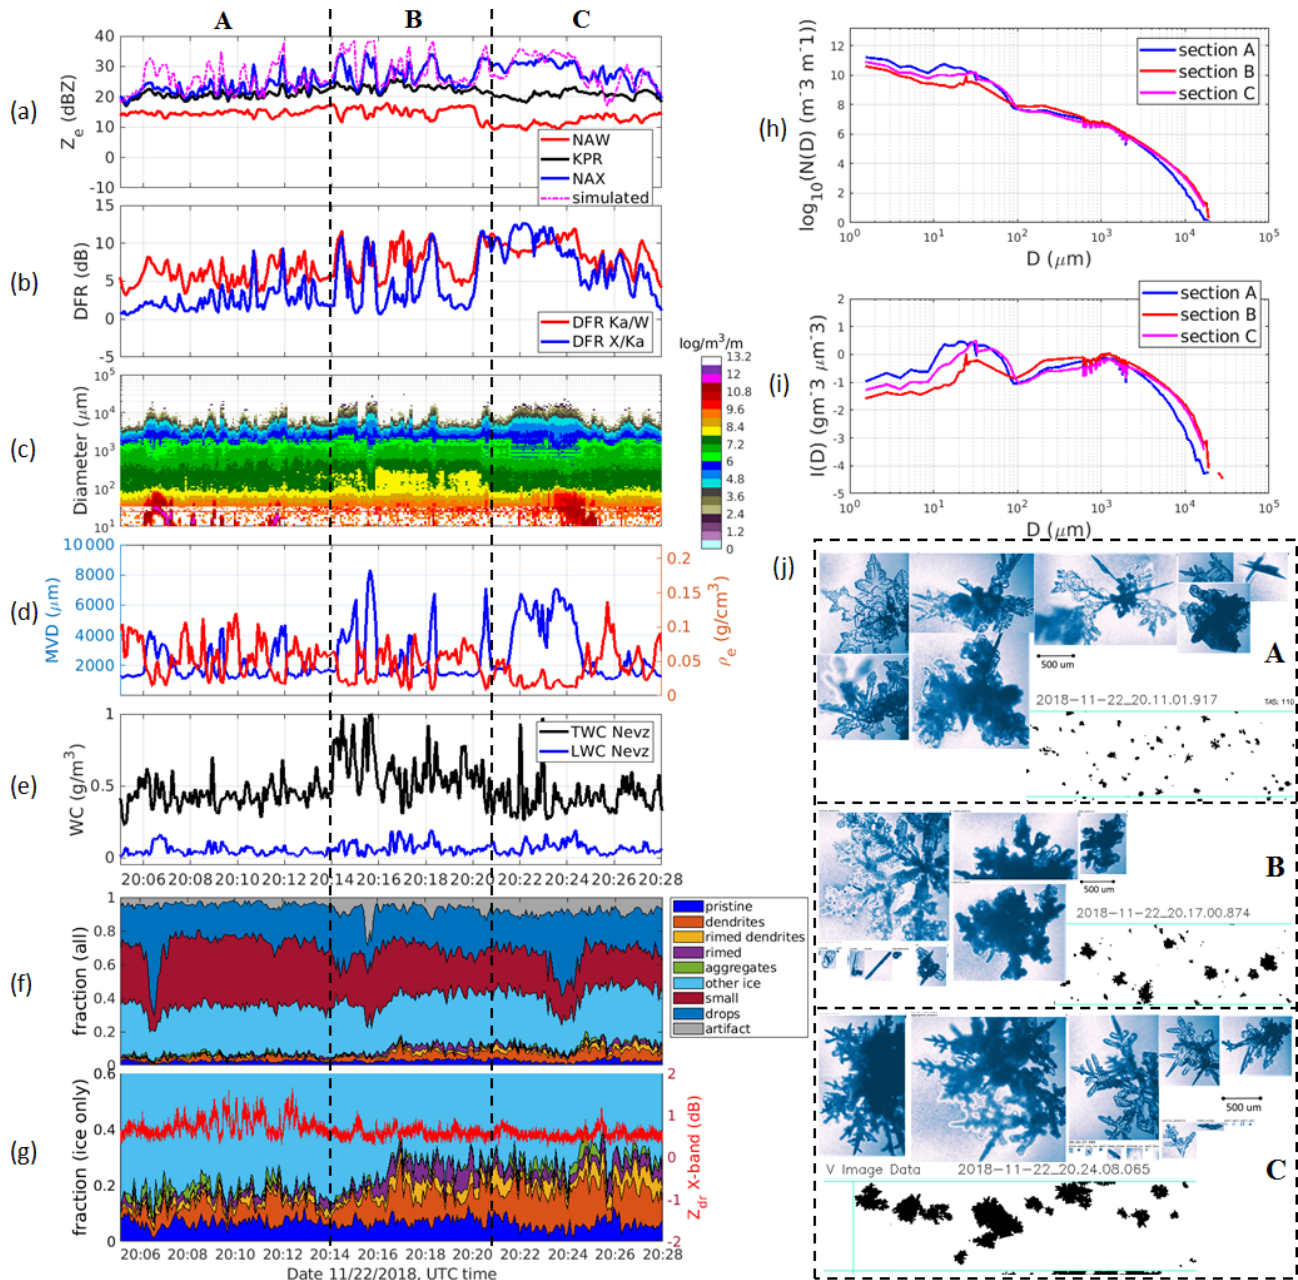 A
B
C
(a)
Z_e (dBZ)
40
30
20
10
0
-10
NAW
KPR
NAX
simulated
(b)
DFR (dB)
15
10
5
0
-5
DFR Ka/W
DFR X/Ka
(c)
Diameter (μm)
10^5
10^4
10^3
10^2
10^1
log/m^3/m
13.2
12
10.8
9.6
8.4
7.2
6
4.8
3.6
2.4
1.2
0
(d)
MVD (μm)
10000
8000
6000
4000
2000
ρ_e (g/cm^3)
0.2
0.15
0.1
0.05
0
(e)
WC (g/m^3)
1
0.5
0
TWC Nevz
LWC Nevz
20:06 20:08 20:10 20:12 20:14 20:16 20:18 20:20 20:22 20:24 20:26 20:28
(f)
fraction (all)
1
0.8
0.6
0.4
0.2
0
pristine
dendrites
rimed dendrites
rimed
aggregates
other ice
small
drops
artifact
(g)
fraction (ice only)
0.6
0.4
0.2
0
Z_dr X-band (dB)
2
1
0
-1
-2
20:06 20:08 20:10 20:12 20:14 20:16 20:18 20:20 20:22 20:24 20:26 20:28
Date 11/22/2018, UTC time
(h)
log_10(N(D) (m^-3 m^-1))
12
10
8
6
4
2
0
section A
section B
section C
10^0 10^1 10^2 10^3 10^4 10^5
D (μm)
(i)
I(D) (gm^-3 μm^-3)
2
1
0
-1
-2
-3
-4
-5
section A
section B
section C
10^0 10^1 10^2 10^3 10^4 10^5
D (μm)
(j)
500 um
A
2018-11-22_20.11.01.917
TAS: 110
B
500 um
2018-11-22_20.17.00.874
500 um
V Image Data
2018-11-22_20.24.08.065
C